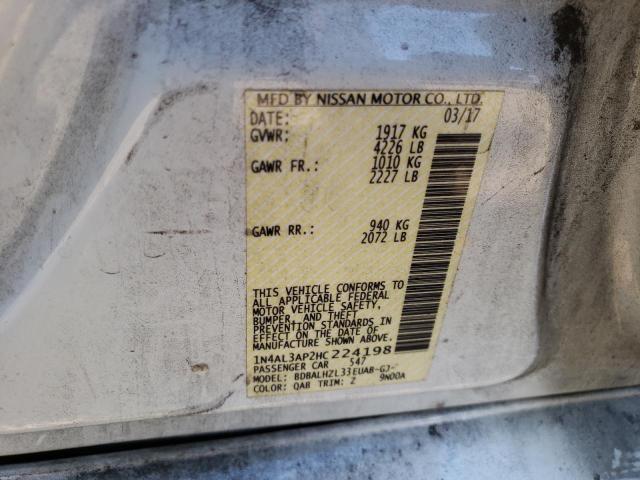 MFD BY NISSAN MOTOR CO., LTD.
DATE: 03/17
GVWR: 1917 KG
4226 LB
GAWR FR.: 1010 KG
2227 LB
GAWR RR.: 940 KG
2072 LB
THIS VEHICLE CONFORMS TO
ALL APPLICABLE FEDERAL
MOTOR VEHICLE SAFETY,
BUMPER, AND THEFT
PREVENTION STANDARDS IN
EFFECT ON THE DATE OF
MANUFACTURE SHOWN ABOVE.
1N4AL3AP2HC224198
PASSENGER CAR 547
MODEL: BDBALHZL33EUAB-GJ-
COLOR: QAB TRIM: Z 9N00A